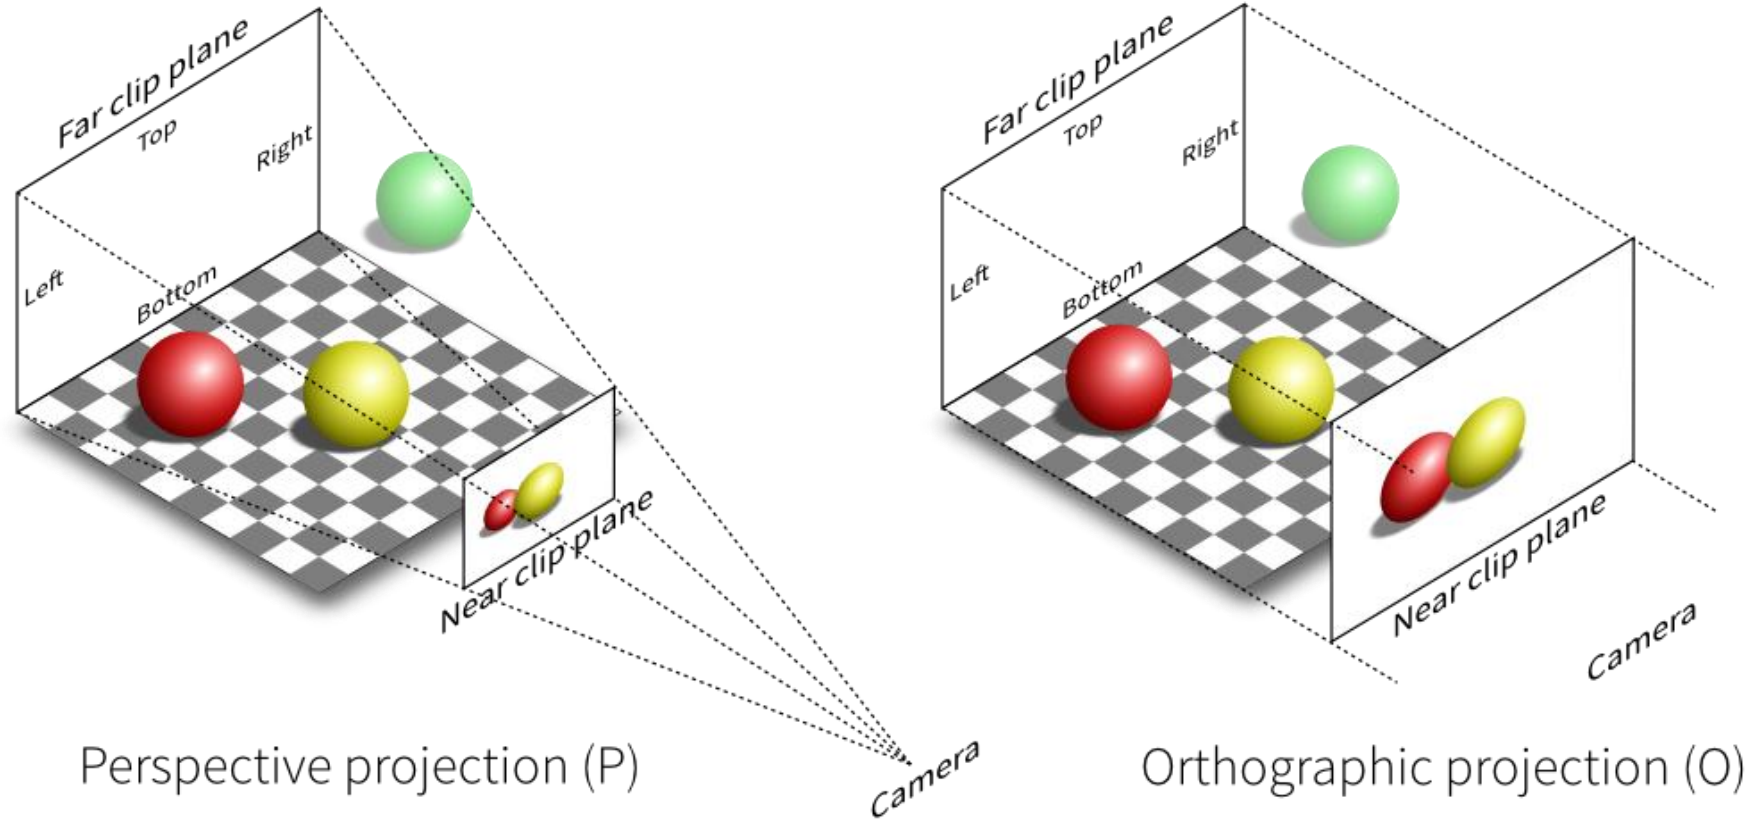 Far clip plane
Top
Right
Left
Bottom
Near clip plane
Camera
Perspective projection (P)
Far clip plane
Top
Right
Left
Bottom
Near clip plane
Camera
Orthographic projection (O)